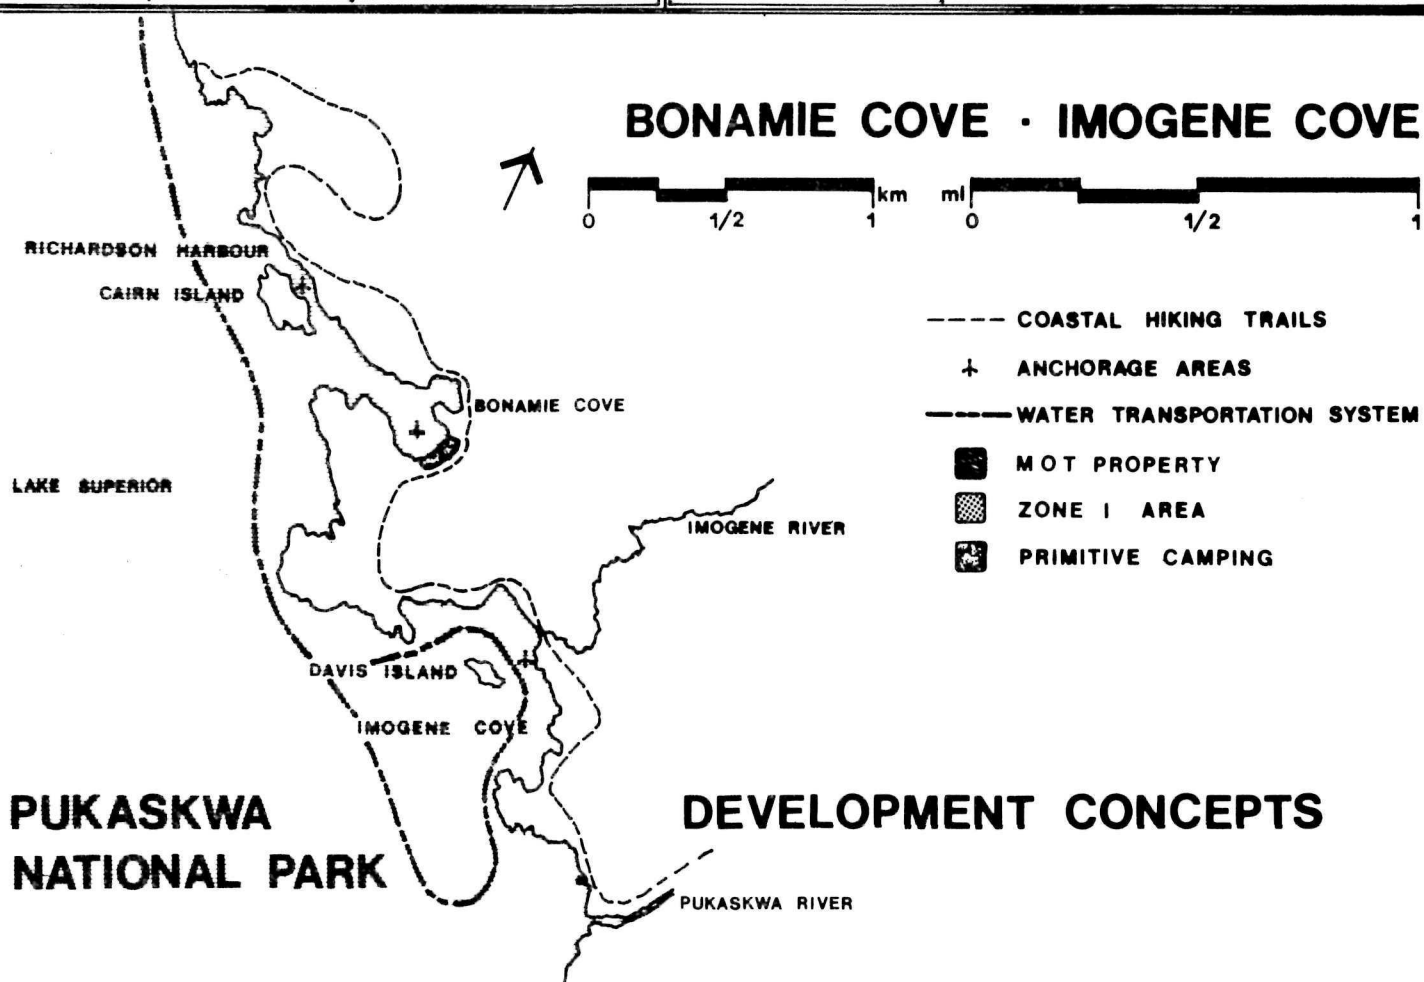 BONAMIE COVE · IMOGENE COVE
km
0 1/2 1
mi
0 1/2 1
RICHARDSON HARBOUR
CAIRN ISLAND
COASTAL HIKING TRAILS
ANCHORAGE AREAS
BONAMIE COVE
WATER TRANSPORTATION SYSTEM
MOT PROPERTY
LAKE SUPERIOR
ZONE I AREA
IMOGENE RIVER
PRIMITIVE CAMPING
DAVIS ISLAND
IMOGENE COVE
PUKASKWA
NATIONAL PARK
DEVELOPMENT CONCEPTS
PUKASKWA RIVER